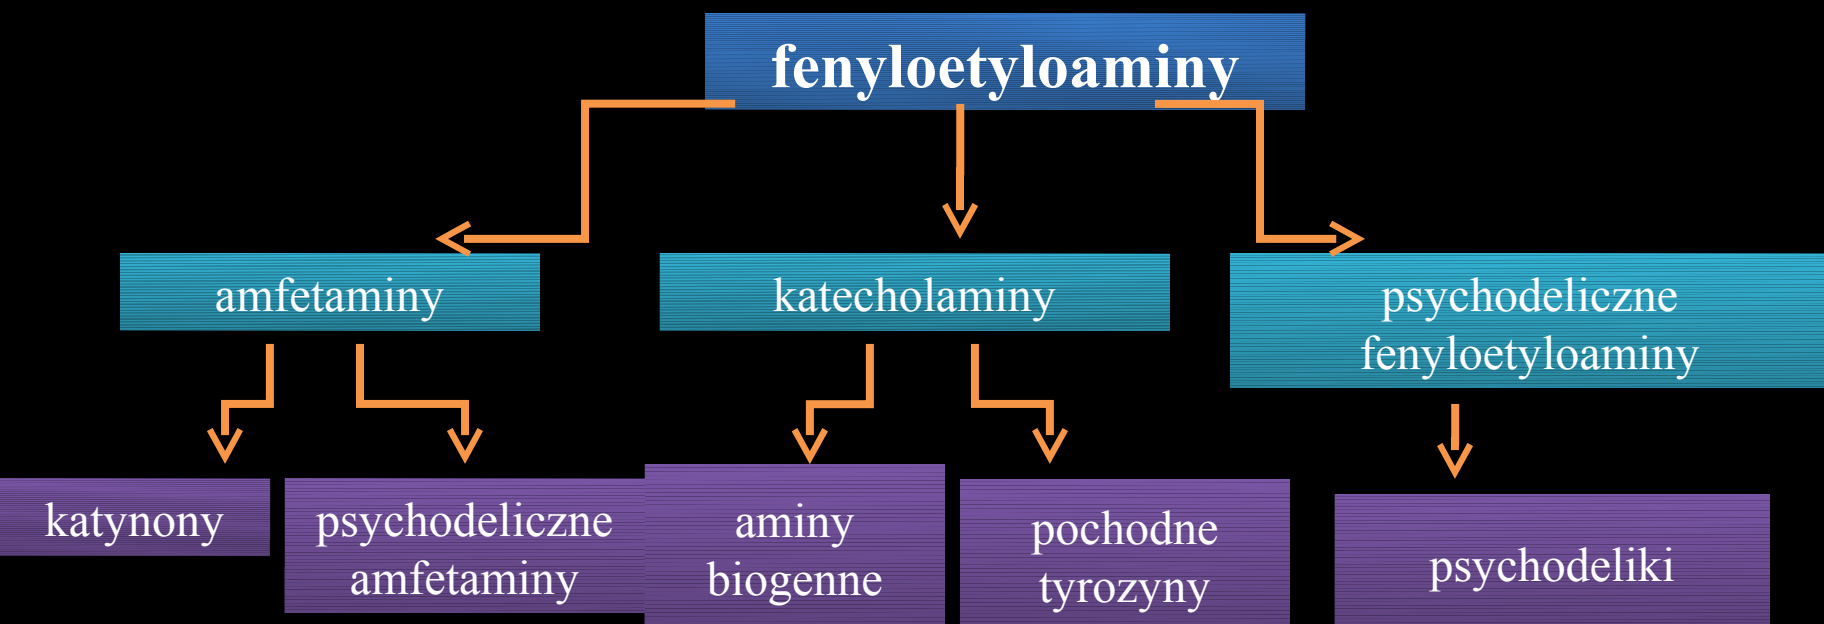 fenyloetyloaminy
amfetaminy
katecholaminy
psychodeliczne
fenyloetyloaminy
katynony
psychodeliczne
amfetaminy
aminy
biogenne
pochodne
tyrozyny
psychodeliki